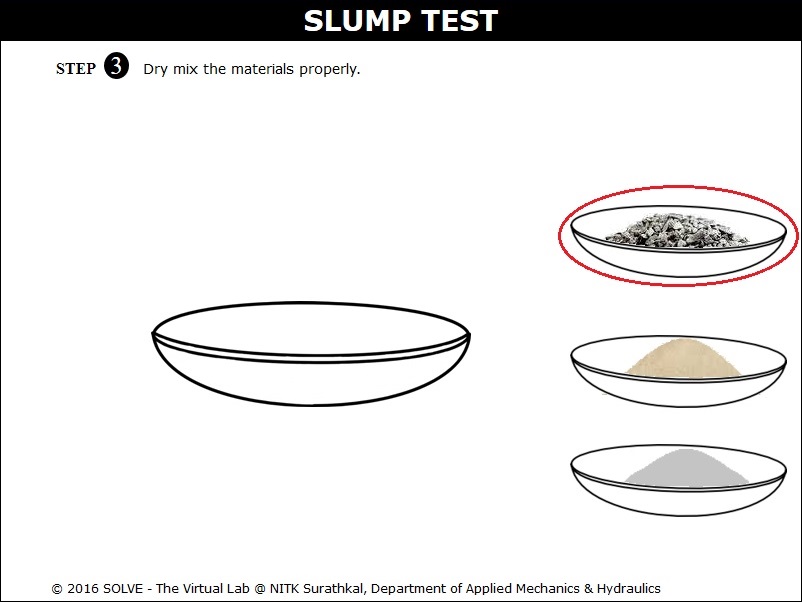 SLUMP TEST
STEP 3 Dry mix the materials properly.
© 2016 SOLVE - The Virtual Lab @ NITK Surathkal, Department of Applied Mechanics & Hydraulics